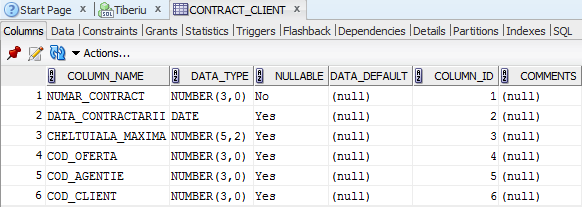 Start Page Tiberiu CONTRACT_CLIENT
Columns Data Constraints Grants Statistics Triggers Flashback Dependencies Details Partitions Indexes SQL
Actions...
COLUMN_NAME DATA_TYPE NULLABLE DATA_DEFAULT COLUMN_ID COMMENTS
1 NUMAR_CONTRACT NUMBER(3,0) No (null) 1 (null)
2 DATA_CONTRACTARII DATE Yes (null) 2 (null)
3 CHELTUIALA_MAXIMA NUMBER(5,2) Yes (null) 3 (null)
4 COD_OFERTA NUMBER(3,0) Yes (null) 4 (null)
5 COD_AGENTIE NUMBER(3,0) Yes (null) 5 (null)
6 COD_CLIENT NUMBER(3,0) Yes (null) 6 (null)